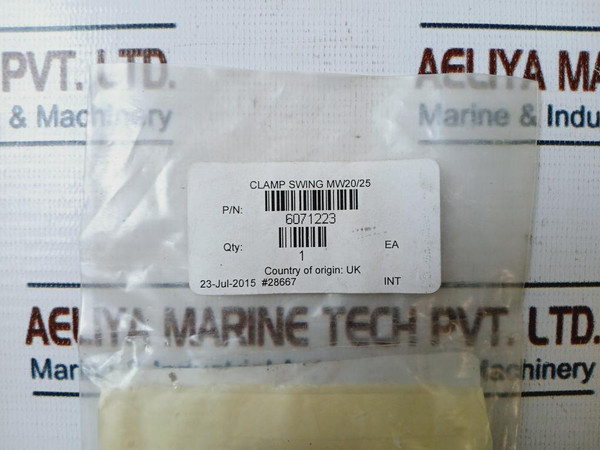 PVT. LTD. AELIYA MA
& Machinery Marine & Indu
CLAMP SWING MW20/25
P/N:
6071223
Qty: EA
1
Country of origin: UK
23-Jul-2015 #28667 INT
AELIYA MARINE TECH PVT. LTD.
Machinery